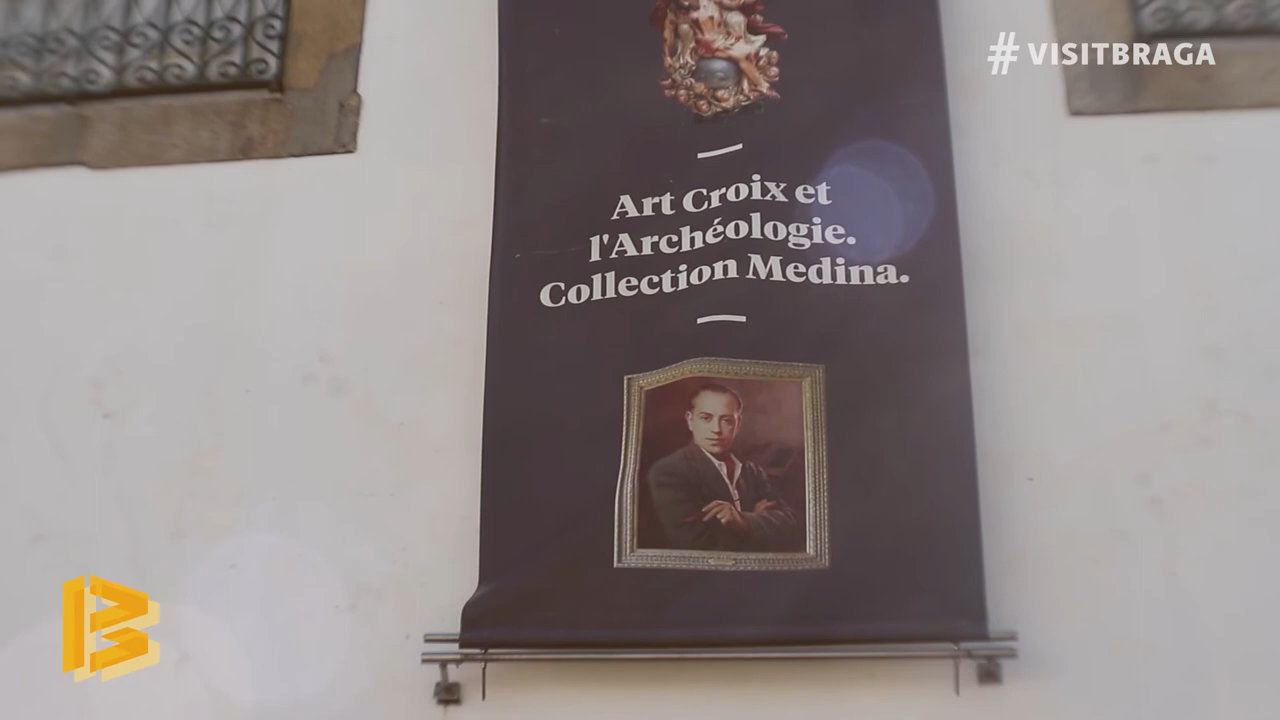 #VISITBRAGA
Art Croix et
l'Archéologie.
Collection Medina.
B